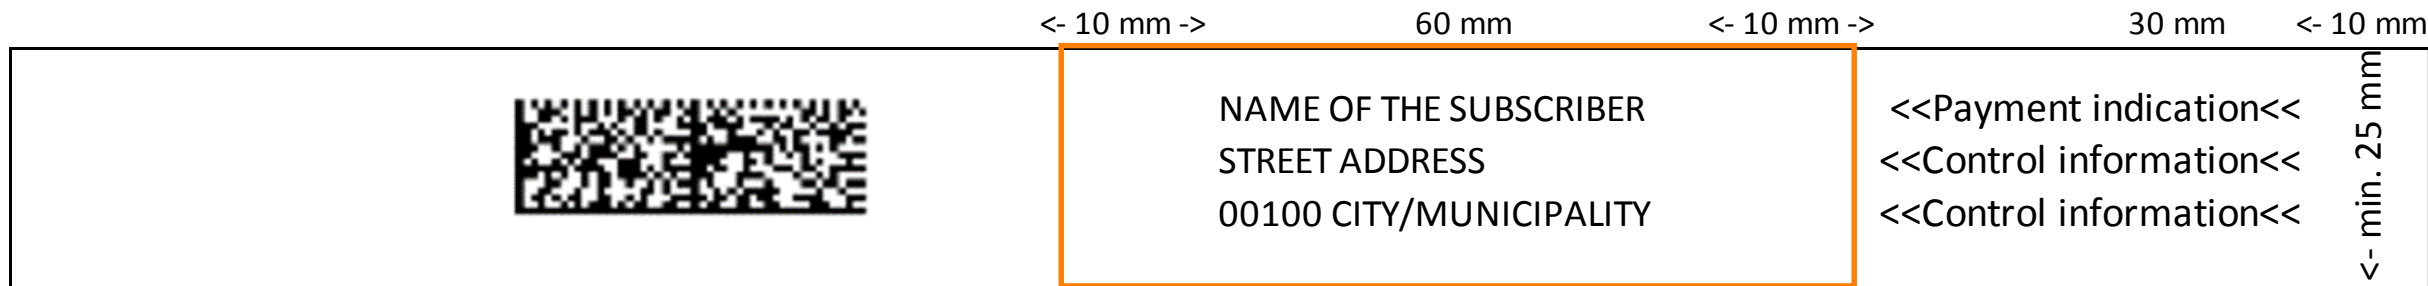 <- 10 mm -> 60 mm <- 10 mm -> 30 mm <- 10 mm
NAME OF THE SUBSCRIBER <<Payment indication<<
STREET ADDRESS <<Control information<<
00100 CITY/MUNICIPALITY <<Control information<<
<- min. 25 mm